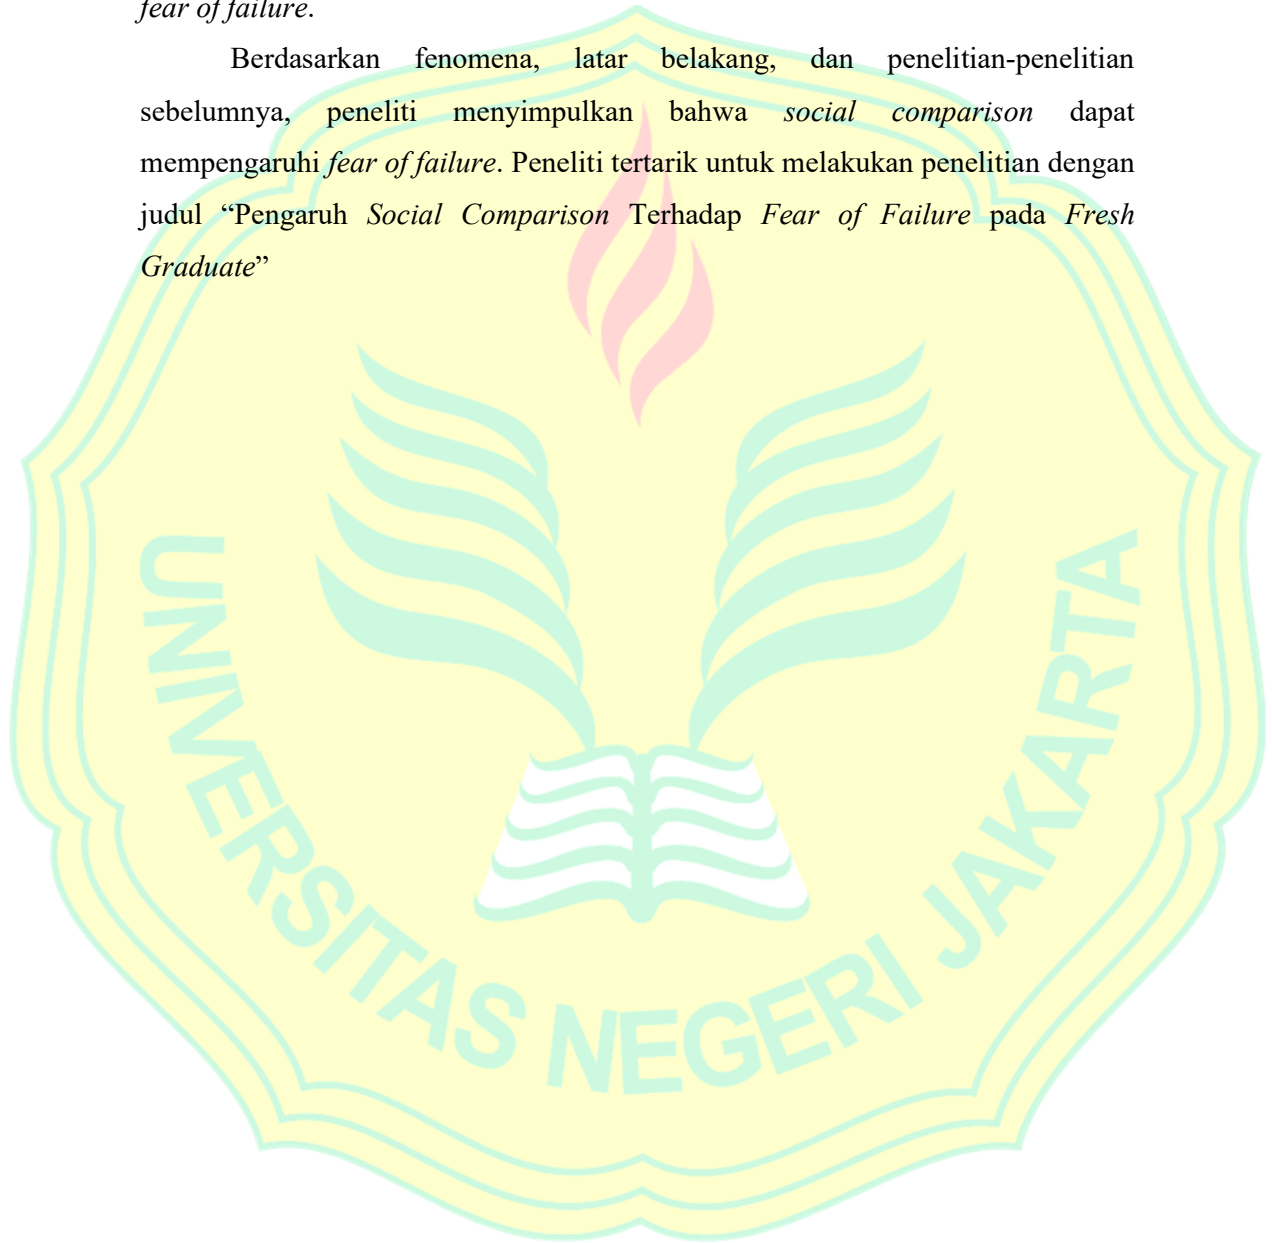 fear of failure.
Berdasarkan fenomena, latar belakang, dan penelitian-penelitian
sebelumnya, peneliti menyimpulkan bahwa social comparison dapat
mempengaruhi fear of failure. Peneliti tertarik untuk melakukan penelitian dengan
judul “Pengaruh Social Comparison Terhadap Fear of Failure pada Fresh
Graduate”
UNIVERSITAS NEGERI JAKARTA